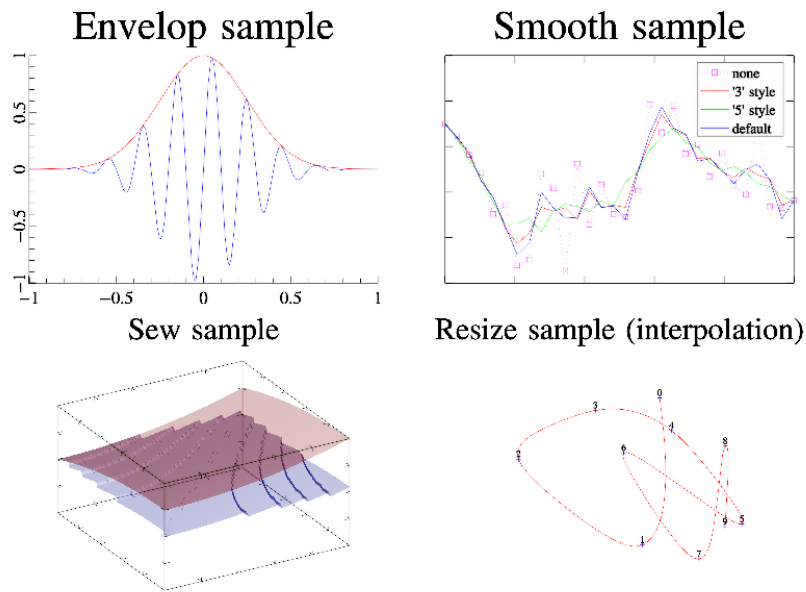 Envelop sample
Smooth sample
1
0.5
0
−0.5
−1
−1
−0.5
0
0.5
1
none
'3' style
'5' style
default
Sew sample
Resize sample (interpolation)
0
3
4
8
6
2
9
5
1
7